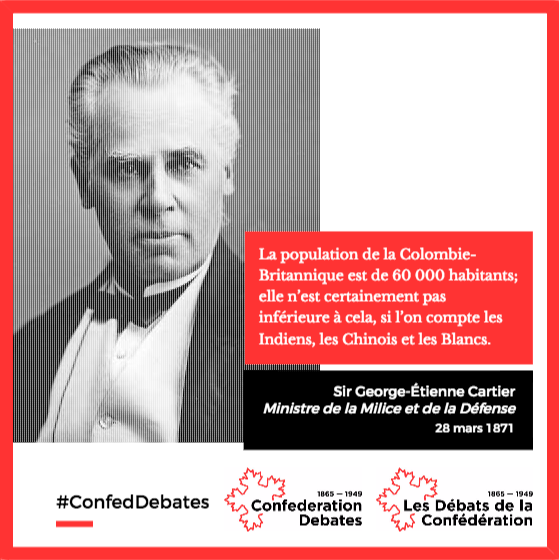 La population de la Colombie-
Britannique est de 60 000 habitants;
elle n'est certainement pas
inférieure à cela, si l'on compte les
Indiens, les Chinois et les Blancs.
Sir George-Étienne Cartier
Ministre de la Milice et de la Défense
28 mars 1871
#ConfedDebates
1865 — 1949
Confederation
Debates
1865 — 1949
Les Débats de la
Confédération